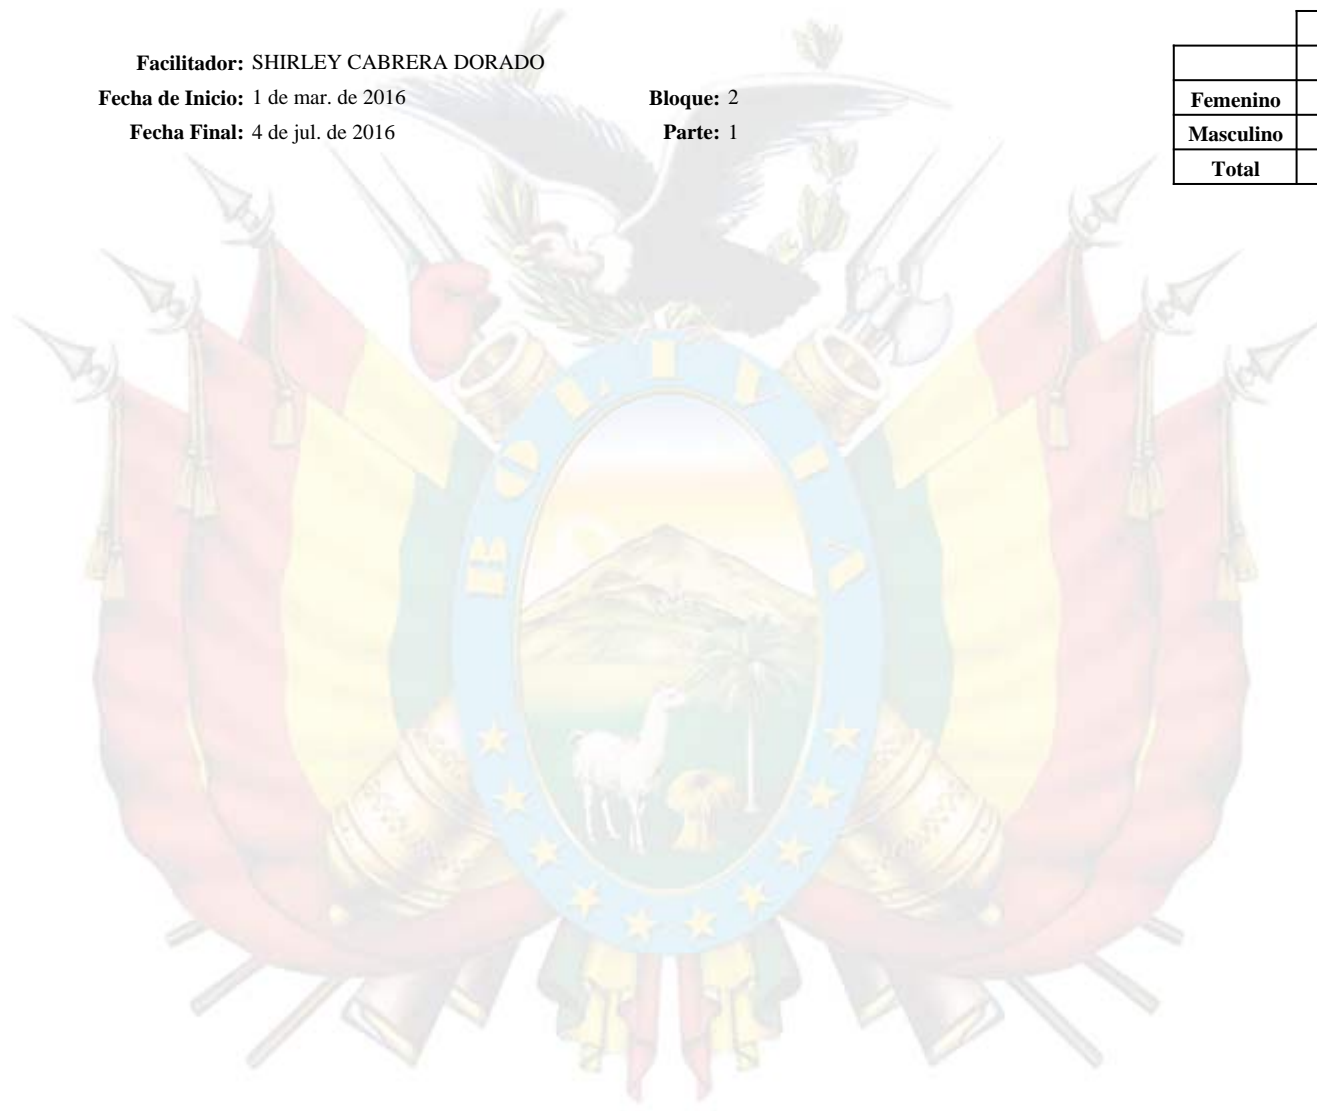 Facilitador: SHIRLEY CABRERA DORADO
Fecha de Inicio: 1 de mar. de 2016 Bloque: 2
Fecha Final: 4 de jul. de 2016 Parte: 1
Femenino
Masculino
Total
BOLIVIA